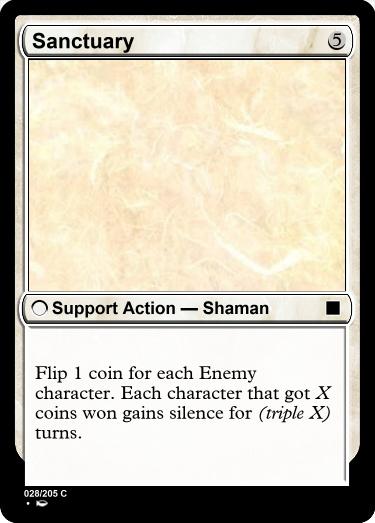 Sanctuary 5
Support Action — Shaman
Flip 1 coin for each Enemy
character. Each character that got X
coins won gains silence for (triple X)
turns.
028/205 C